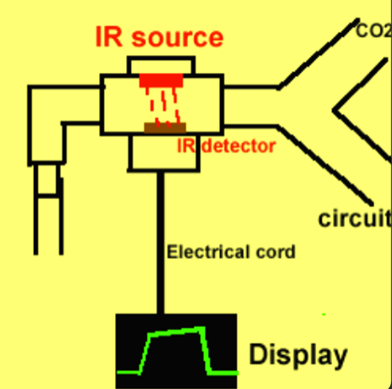 IR source
CO2
IR detector
circuit
Electrical cord
Display